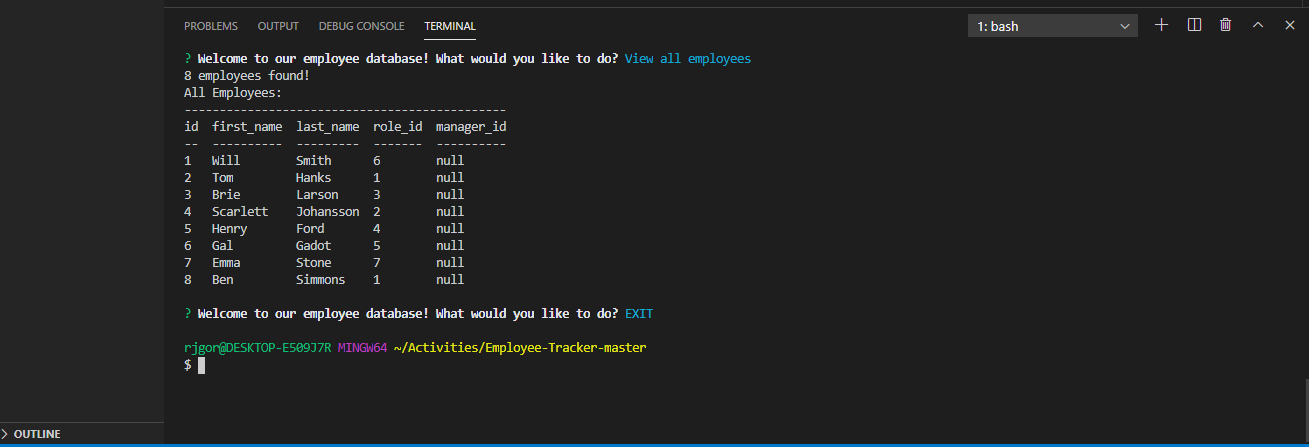 PROBLEMS OUTPUT DEBUG CONSOLE TERMINAL 1: bash
? Welcome to our employee database! What would you like to do? View all employees
8 employees found!
All Employees:
----------------------------------------------
id  first_name  last_name  role_id  manager_id
--  ----------  ---------  -------  ----------
1   Will        Smith      6        null
2   Tom         Hanks      1        null
3   Brie        Larson     3        null
4   Scarlett    Johansson  2        null
5   Henry       Ford       4        null
6   Gal         Gadot      5        null
7   Emma        Stone      7        null
8   Ben         Simmons    1        null
? Welcome to our employee database! What would you like to do? EXIT
rjgor@DESKTOP-E509J7R MINGW64 ~/Activities/Employee-Tracker-master
$
OUTLINE